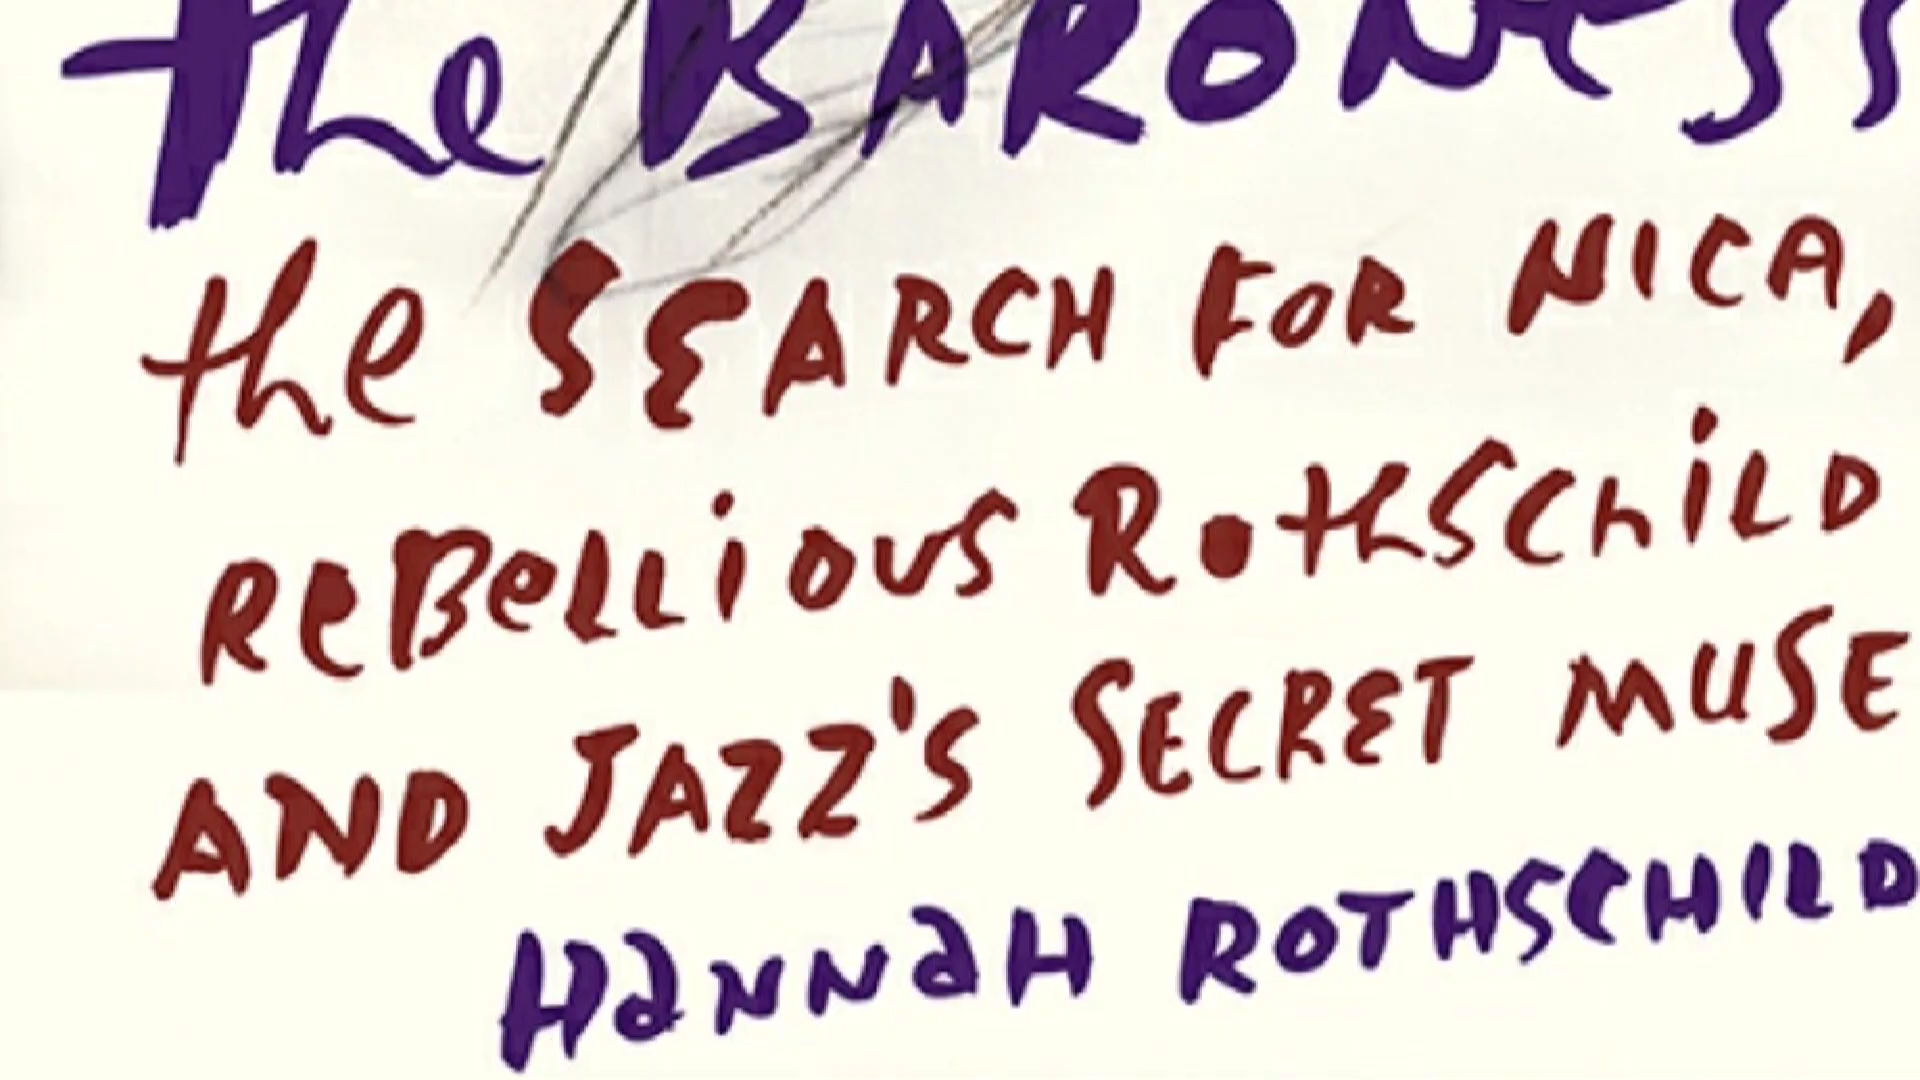 the BARONESS
the SEARCH FOR NICA,
ReBellious RothSChilD
AND JAZZ'S SECRET MUSE
HaNNaH ROTHSCHILD